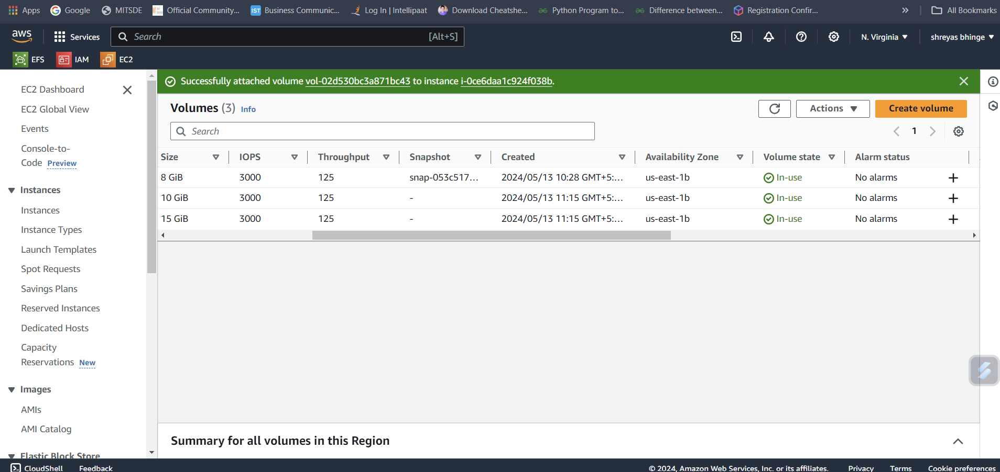 Apps Google MITSDE Official Community... IST Business Communic... Log In | Intellipaat Download Cheatshe... Python Program to... Difference between... Registration Confir... » All Bookmarks
aws Services Search [Alt+S] N. Virginia ▼ shreyas bhinge ▼
EFS IAM EC2
Successfully attached volume vol-02d530bc3a871bc43 to instance i-0ce6daa1c924f038b.
EC2 Dashboard
EC2 Global View
Events
Console-to-
Code Preview
Instances
Instances
Instance Types
Launch Templates
Spot Requests
Savings Plans
Reserved Instances
Dedicated Hosts
Capacity
Reservations New
Images
AMIs
AMI Catalog
Elastic Block Store
Volumes (3) Info
Actions ▼ Create volume
Search
1
Size IOPS Throughput Snapshot Created Availability Zone Volume state Alarm status
8 GiB 3000 125 snap-053c517... 2024/05/13 10:28 GMT+5:... us-east-1b In-use No alarms +
10 GiB 3000 125 - 2024/05/13 11:15 GMT+5:... us-east-1b In-use No alarms +
15 GiB 3000 125 - 2024/05/13 11:15 GMT+5:... us-east-1b In-use No alarms +
Summary for all volumes in this Region
CloudShell Feedback © 2024, Amazon Web Services, Inc. or its affiliates. Privacy Terms Cookie preferences